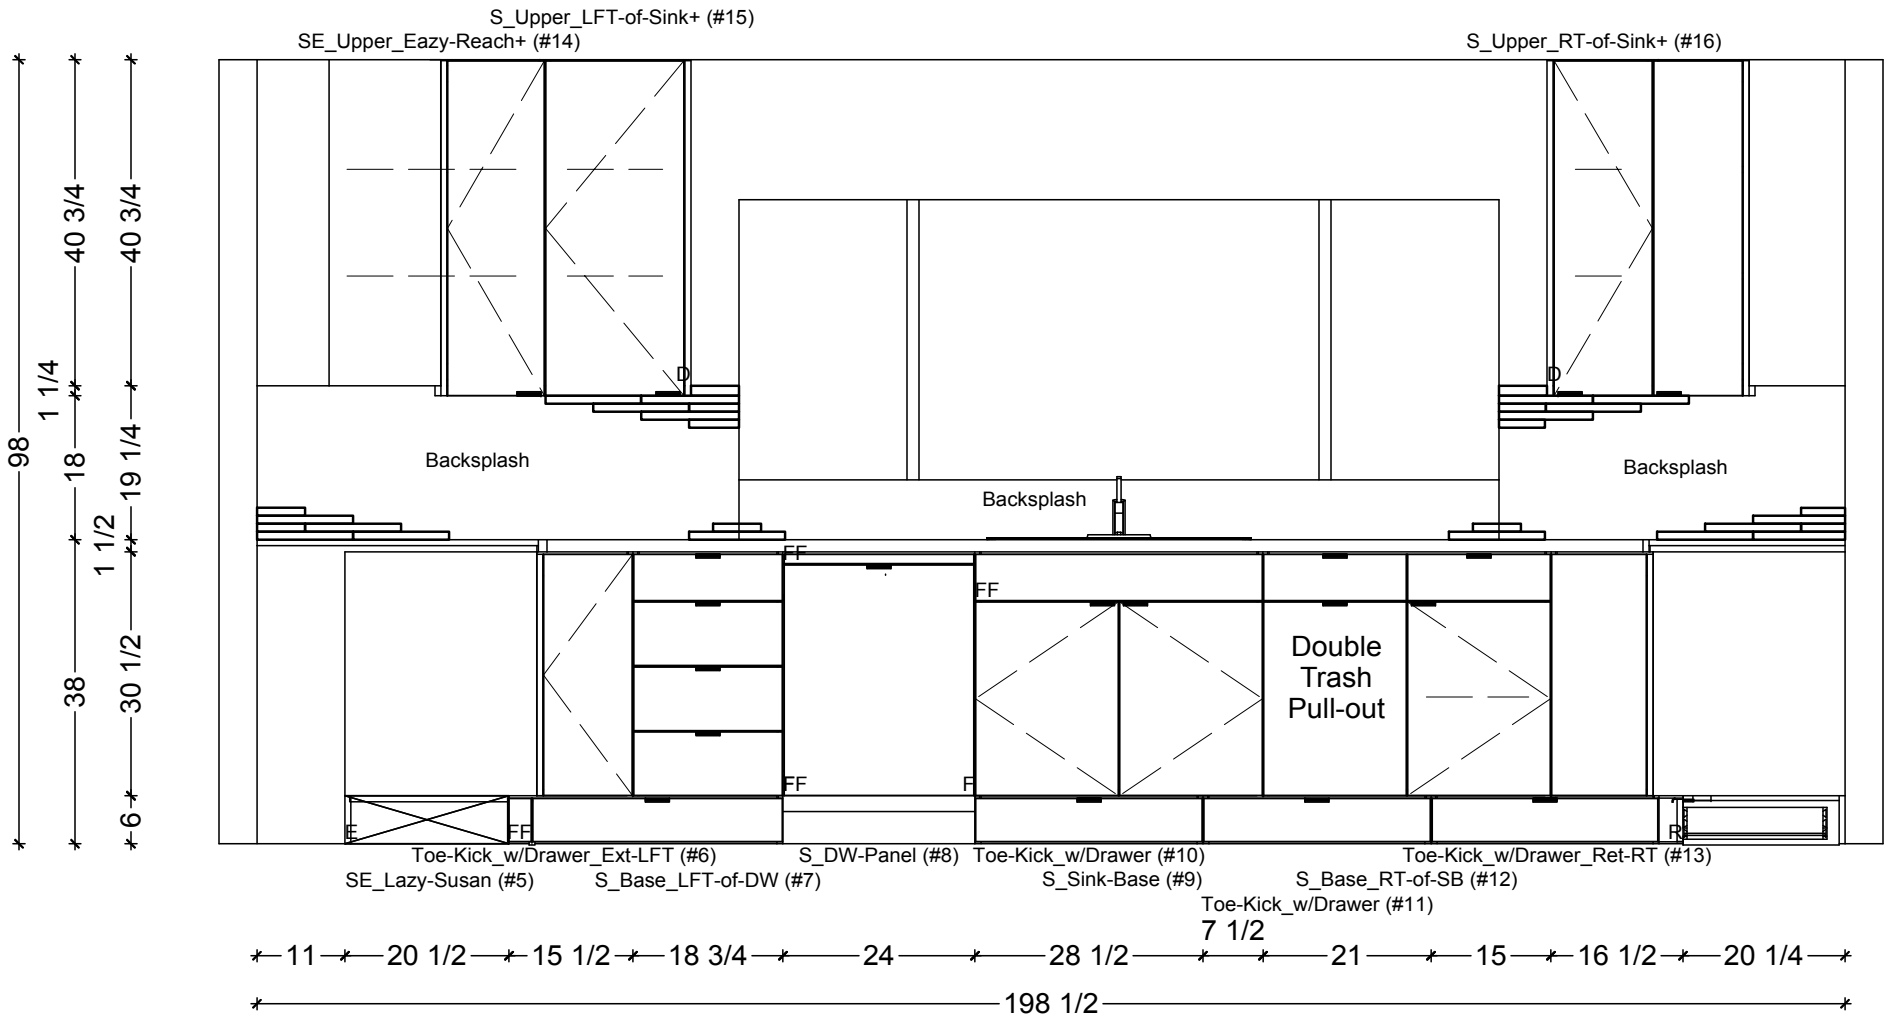 S_Upper_LFT-of-Sink+ (#15)
SE_Upper_Eazy-Reach+ (#14)
S_Upper_RT-of-Sink+ (#16)
98
40 3/4
1 1/4
18
1 1/2
38
40 3/4
19 1/4
30 1/2
6
D
D
Backsplash
Backsplash
Backsplash
FF
FF
Double
Trash
Pull-out
FF
F
E
FF
R
Toe-Kick_w/Drawer_Ext-LFT (#6)
S_DW-Panel (#8)
Toe-Kick_w/Drawer (#10)
Toe-Kick_w/Drawer_Ret-RT (#13)
SE_Lazy-Susan (#5)
S_Base_LFT-of-DW (#7)
S_Sink-Base (#9)
S_Base_RT-of-SB (#12)
Toe-Kick_w/Drawer (#11)
7 1/2
11
20 1/2
15 1/2
18 3/4
24
28 1/2
21
15
16 1/2
20 1/4
198 1/2